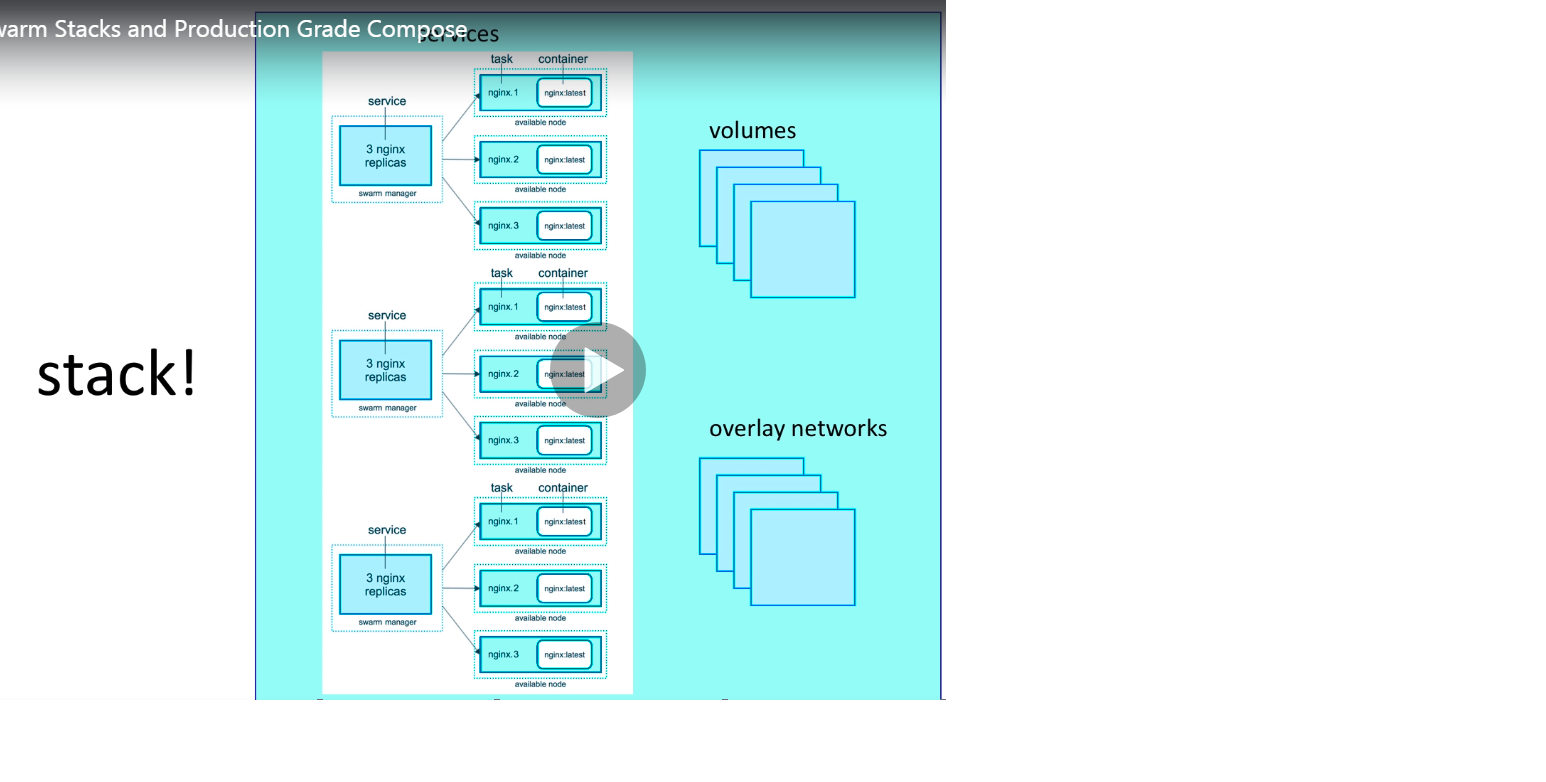 warm Stacks and Production Grade Compose
services
stack!
task container
service
3 nginx
replicas
swarm manager
nginx.1 nginx:latest
available node
nginx.2 nginx:latest
available node
nginx.3 nginx:latest
available node
task container
service
3 nginx
replicas
swarm manager
nginx.1 nginx:latest
available node
nginx.2 nginx:latest
available node
nginx.3 nginx:latest
available node
task container
service
3 nginx
replicas
swarm manager
nginx.1 nginx:latest
available node
nginx.2 nginx:latest
available node
nginx.3 nginx:latest
available node
volumes
overlay networks